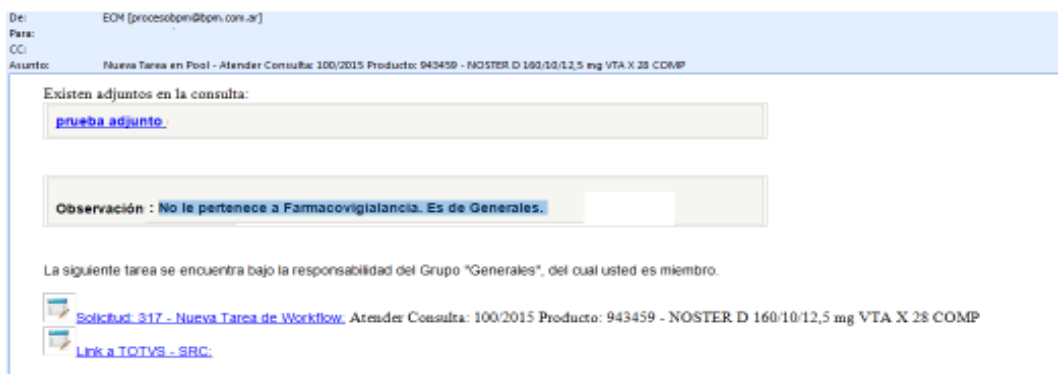 De: ECM [procesobpm@bpm.com.ar]
Para:
CC:
Asunto: Nueva Tarea en Pool - Atender Consulta: 100/2015 Producto: 943459 - NOSTER D 160/10/12,5 mg VTA X 28 COMP
Existen adjuntos en la consulta:
prueba adjunto
Observación : No le pertenece a Farmacovigialancia. Es de Generales.
La siguiente tarea se encuentra bajo la responsabilidad del Grupo "Generales", del cual usted es miembro.
Solicitud: 317 - Nueva Tarea de Workflow: Atender Consulta: 100/2015 Producto: 943459 - NOSTER D 160/10/12,5 mg VTA X 28 COMP
Link a TOTVS - SRC: